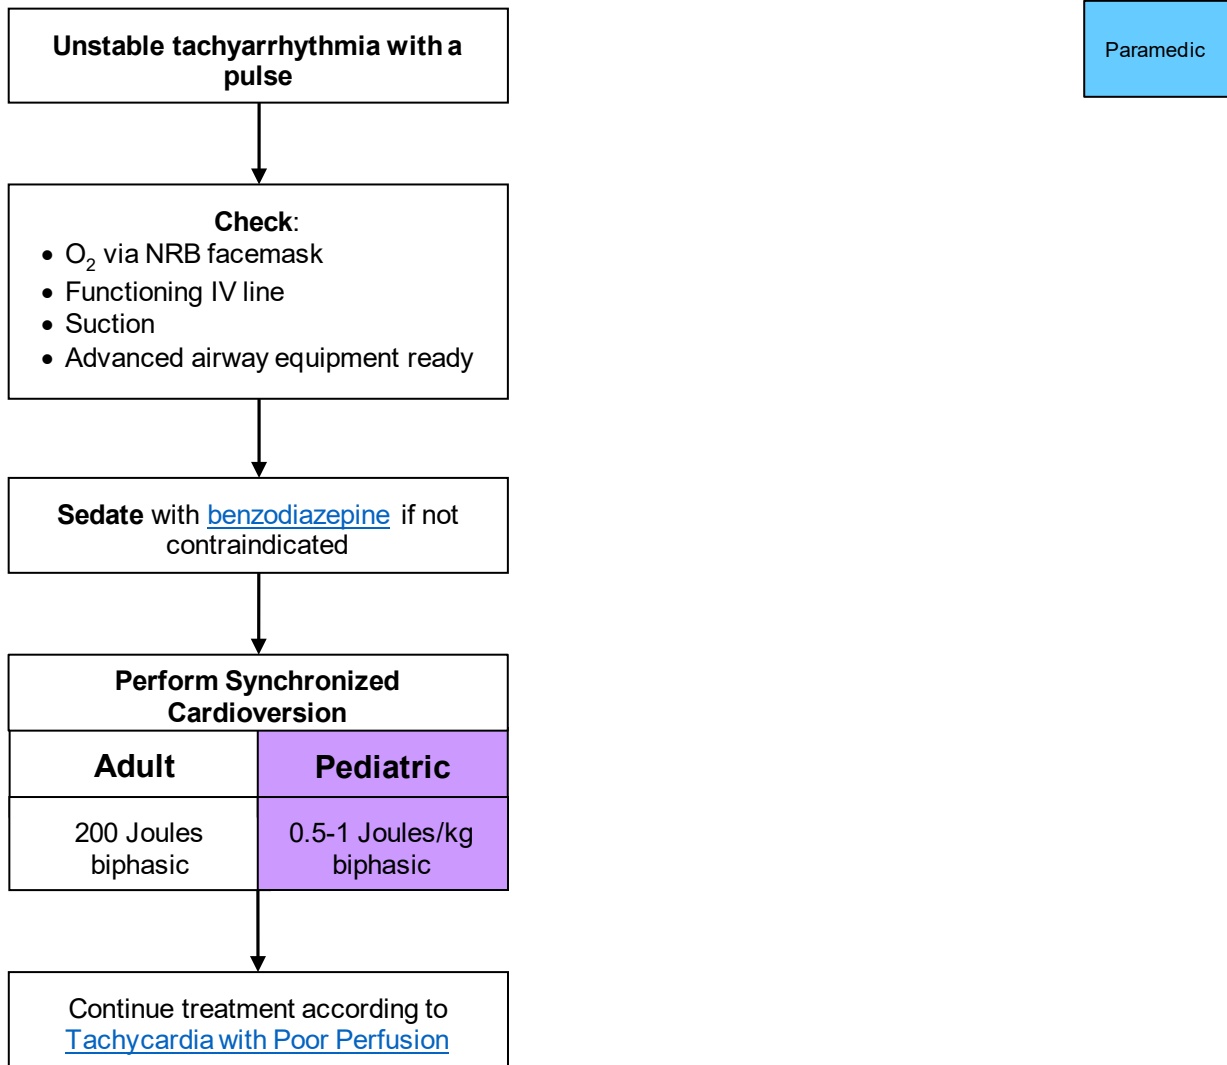 Unstable tachyarrhythmia with a
pulse
Paramedic
Check:
• O2 via NRB facemask
• Functioning IV line
• Suction
• Advanced airway equipment ready
Sedate with benzodiazepine if not
contraindicated
Perform Synchronized
Cardioversion
Adult
Pediatric
200 Joules
biphasic
0.5-1 Joules/kg
biphasic
Continue treatment according to
Tachycardia with Poor Perfusion